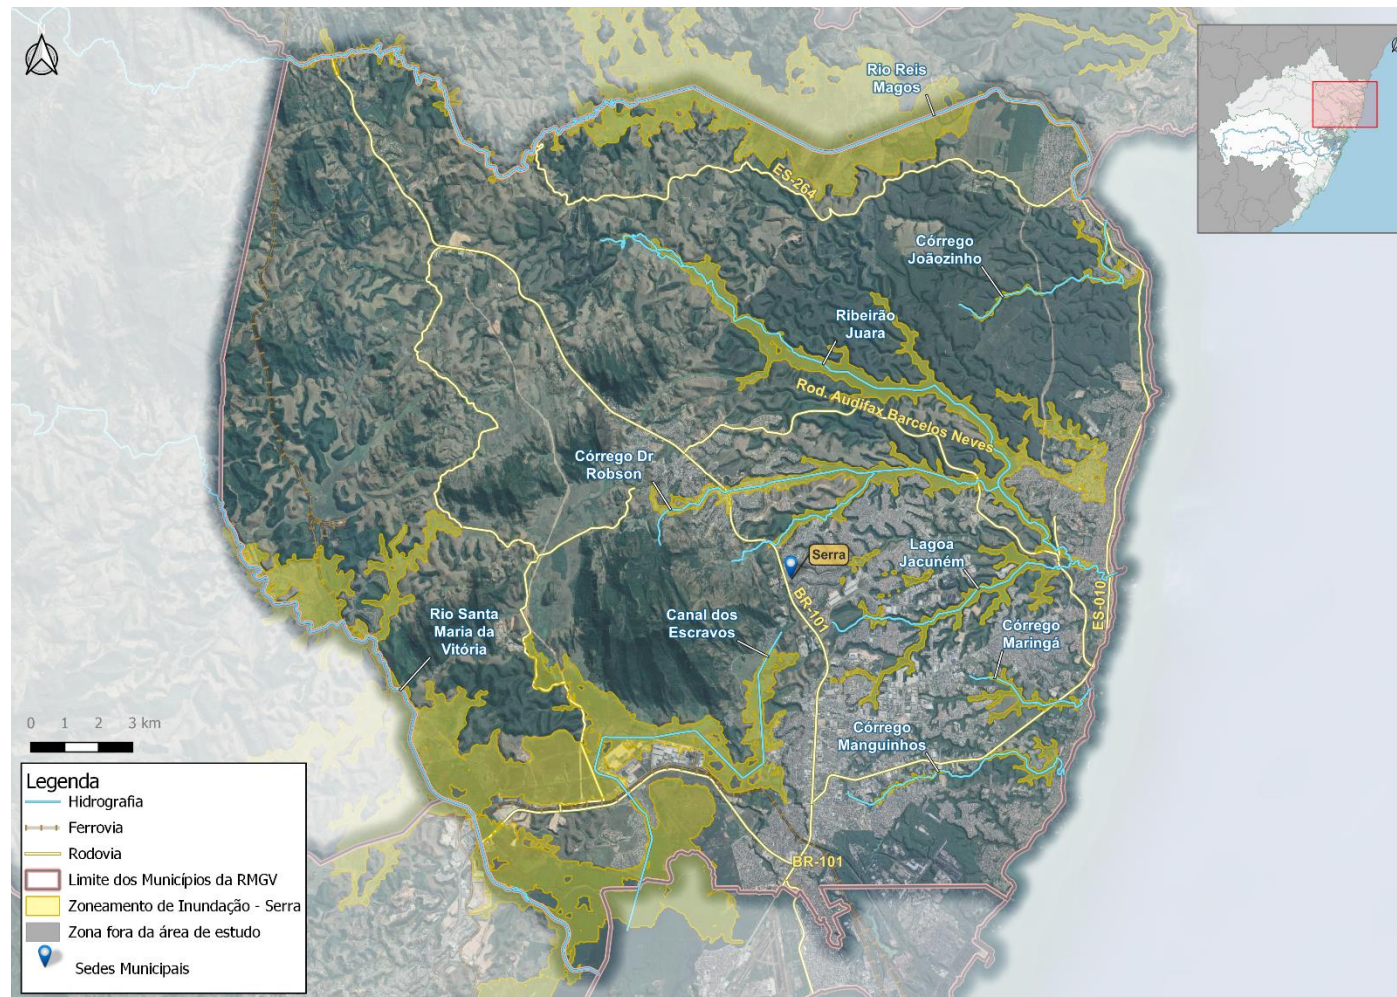 Rio Reis
Magos
ES-264
Córrego
Joãozinho
Ribeirão
Juara
Rod. Audifax Barcelos Neves
Córrego Dr
Robson
Serra
Lagoa
Jacuném
BR-101
ES-010
Rio Santa
Maria da
Vitória
Canal dos
Escravos
Córrego
Maringá
Córrego
Manguinhos
BR-101
0 1 2 3 km
Legenda
Hidrografia
Ferrovia
Rodovia
Limite dos Municípios da RMGV
Zoneamento de Inundação - Serra
Zona fora da área de estudo
Sedes Municipais